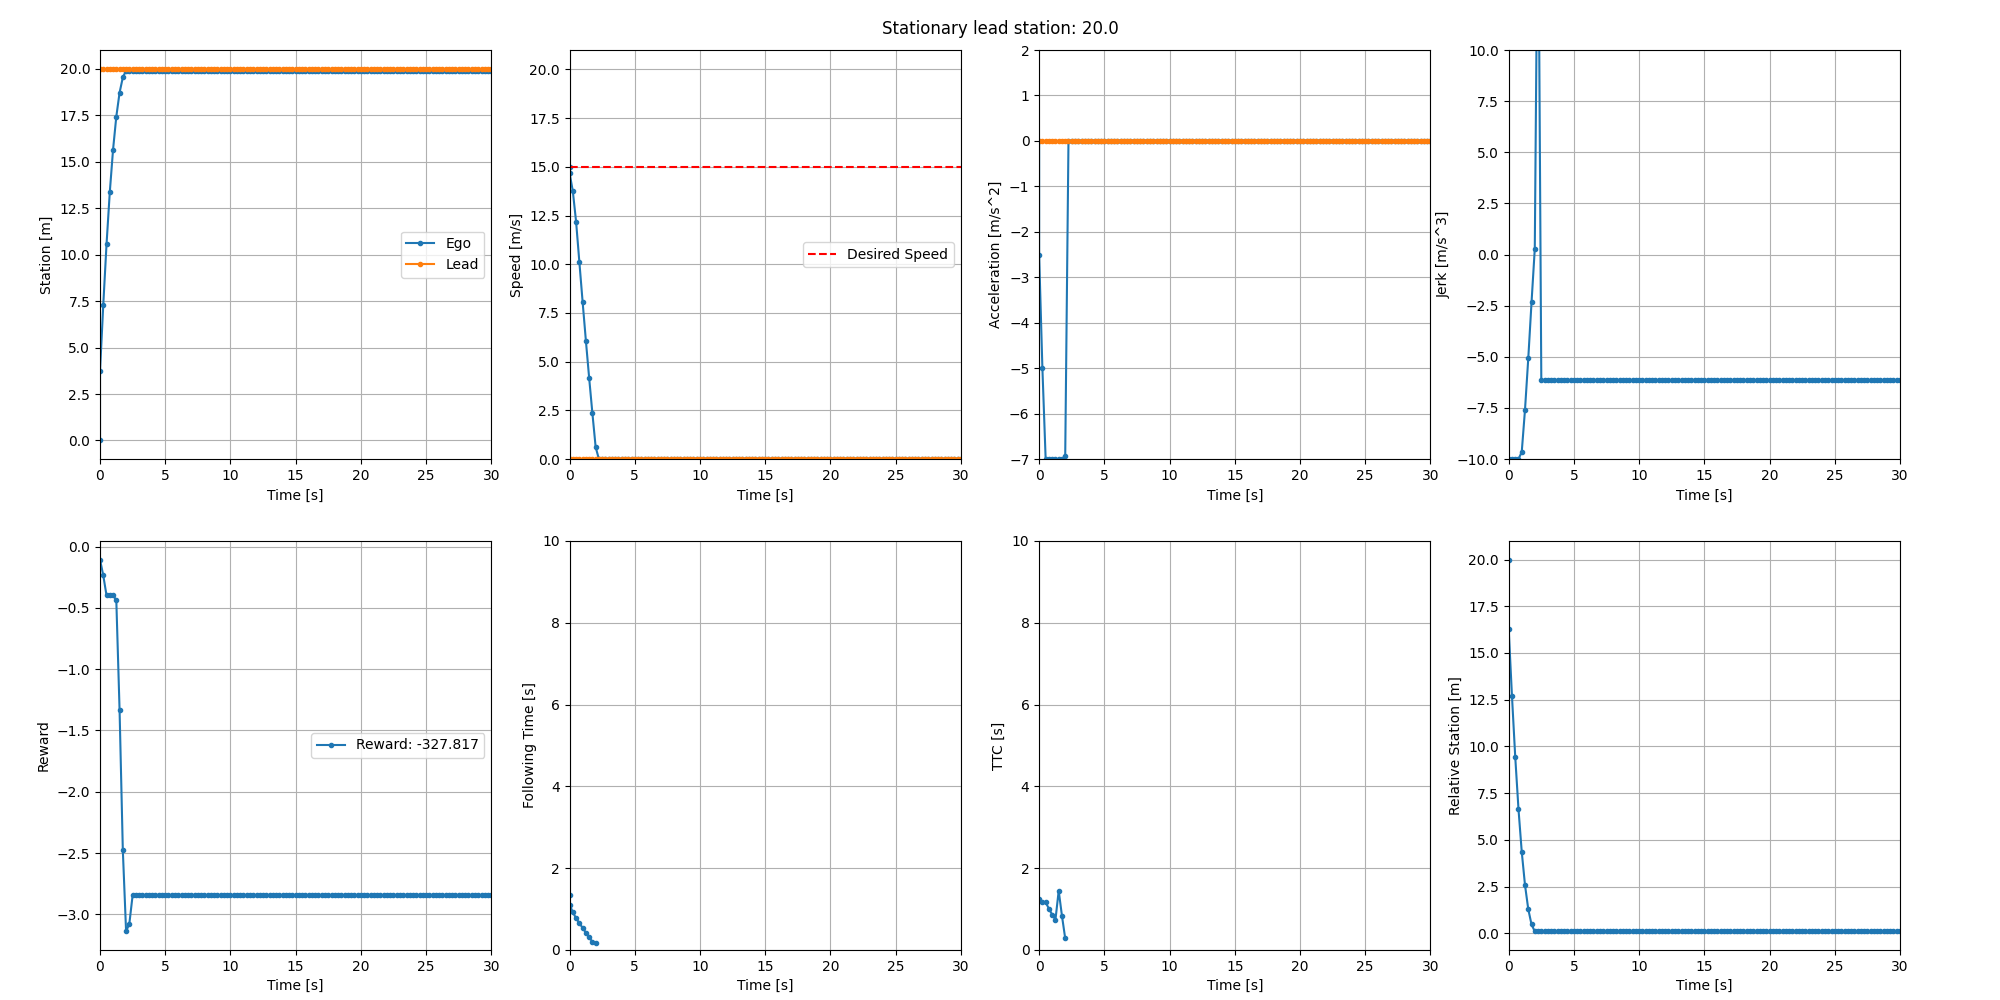 Stationary lead station: 20.0
Station [m]
20.0
17.5
15.0
12.5
10.0
7.5
5.0
2.5
0.0
Ego
Lead
0 5 10 15 20 25 30
Time [s]
Speed [m/s]
20.0
17.5
15.0
12.5
10.0
7.5
5.0
2.5
0.0
Desired Speed
0 5 10 15 20 25 30
Time [s]
Acceleration [m/s^2]
2
1
0
−1
−2
−3
−4
−5
−6
−7
0 5 10 15 20 25 30
Time [s]
Jerk [m/s^3]
10.0
7.5
5.0
2.5
0.0
−2.5
−5.0
−7.5
−10.0
0 5 10 15 20 25 30
Time [s]
Reward
0.0
−0.5
−1.0
−1.5
−2.0
−2.5
−3.0
Reward: -327.817
0 5 10 15 20 25 30
Time [s]
Following Time [s]
10
8
6
4
2
0
0 5 10 15 20 25 30
Time [s]
TTC [s]
10
8
6
4
2
0
0 5 10 15 20 25 30
Time [s]
Relative Station [m]
20.0
17.5
15.0
12.5
10.0
7.5
5.0
2.5
0.0
0 5 10 15 20 25 30
Time [s]